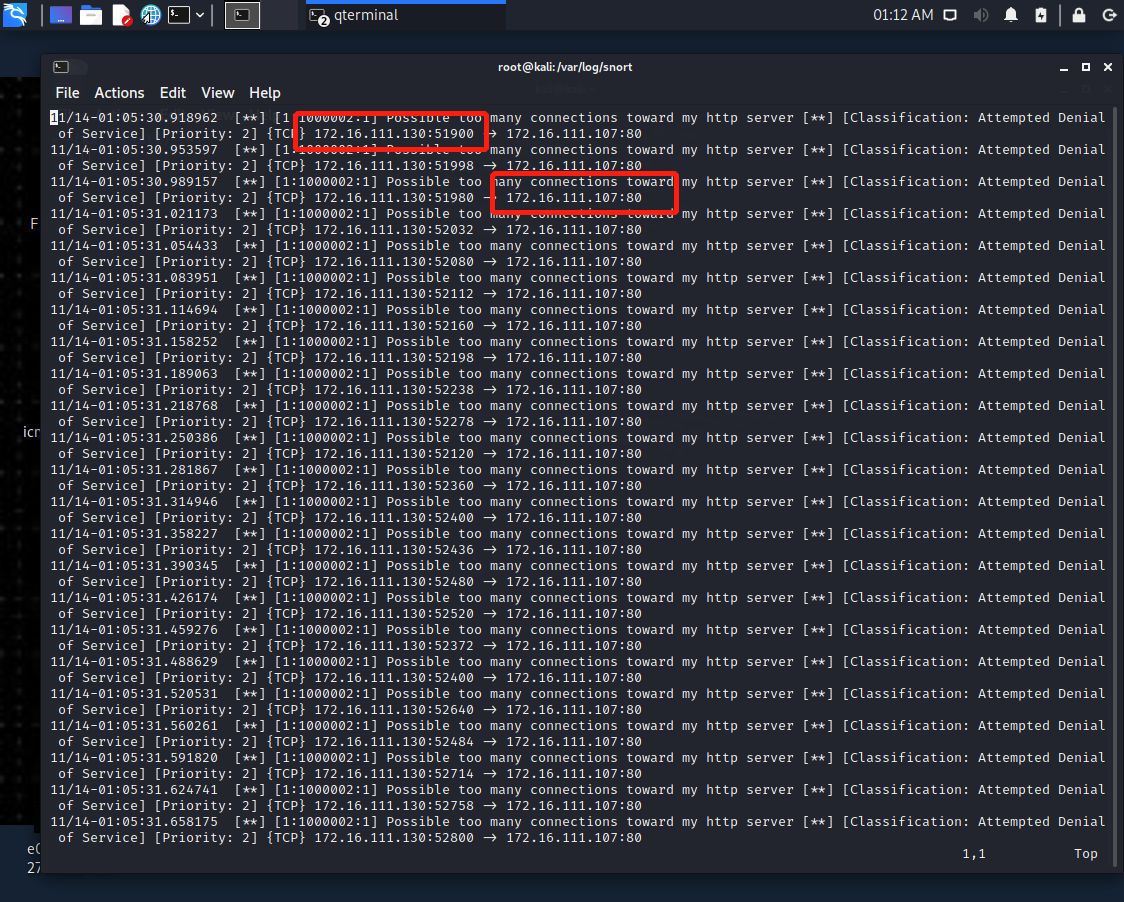 2 qterminal
01:12 AM
root@kali: /var/log/snort
File Actions Edit View Help
11/14-01:05:30.918962 [**] [1:1000002:1] Possible too many connections toward my http server [**] [Classification: Attempted Denial
of Service] [Priority: 2] {TCP} 172.16.111.130:51900 → 172.16.111.107:80
11/14-01:05:30.953597 [**] [1:1000002:1] Possible too many connections toward my http server [**] [Classification: Attempted Denial
of Service] [Priority: 2] {TCP} 172.16.111.130:51998 → 172.16.111.107:80
11/14-01:05:30.989157 [**] [1:1000002:1] Possible too many connections toward my http server [**] [Classification: Attempted Denial
of Service] [Priority: 2] {TCP} 172.16.111.130:51980 → 172.16.111.107:80
11/14-01:05:31.021173 [**] [1:1000002:1] Possible too many connections toward my http server [**] [Classification: Attempted Denial
of Service] [Priority: 2] {TCP} 172.16.111.130:52032 → 172.16.111.107:80
11/14-01:05:31.054433 [**] [1:1000002:1] Possible too many connections toward my http server [**] [Classification: Attempted Denial
of Service] [Priority: 2] {TCP} 172.16.111.130:52080 → 172.16.111.107:80
11/14-01:05:31.083951 [**] [1:1000002:1] Possible too many connections toward my http server [**] [Classification: Attempted Denial
of Service] [Priority: 2] {TCP} 172.16.111.130:52112 → 172.16.111.107:80
11/14-01:05:31.114694 [**] [1:1000002:1] Possible too many connections toward my http server [**] [Classification: Attempted Denial
of Service] [Priority: 2] {TCP} 172.16.111.130:52160 → 172.16.111.107:80
11/14-01:05:31.158252 [**] [1:1000002:1] Possible too many connections toward my http server [**] [Classification: Attempted Denial
of Service] [Priority: 2] {TCP} 172.16.111.130:52198 → 172.16.111.107:80
11/14-01:05:31.189063 [**] [1:1000002:1] Possible too many connections toward my http server [**] [Classification: Attempted Denial
of Service] [Priority: 2] {TCP} 172.16.111.130:52238 → 172.16.111.107:80
11/14-01:05:31.218768 [**] [1:1000002:1] Possible too many connections toward my http server [**] [Classification: Attempted Denial
of Service] [Priority: 2] {TCP} 172.16.111.130:52278 → 172.16.111.107:80
11/14-01:05:31.250386 [**] [1:1000002:1] Possible too many connections toward my http server [**] [Classification: Attempted Denial
of Service] [Priority: 2] {TCP} 172.16.111.130:52120 → 172.16.111.107:80
11/14-01:05:31.281867 [**] [1:1000002:1] Possible too many connections toward my http server [**] [Classification: Attempted Denial
of Service] [Priority: 2] {TCP} 172.16.111.130:52360 → 172.16.111.107:80
11/14-01:05:31.314946 [**] [1:1000002:1] Possible too many connections toward my http server [**] [Classification: Attempted Denial
of Service] [Priority: 2] {TCP} 172.16.111.130:52400 → 172.16.111.107:80
11/14-01:05:31.358227 [**] [1:1000002:1] Possible too many connections toward my http server [**] [Classification: Attempted Denial
of Service] [Priority: 2] {TCP} 172.16.111.130:52436 → 172.16.111.107:80
11/14-01:05:31.390345 [**] [1:1000002:1] Possible too many connections toward my http server [**] [Classification: Attempted Denial
of Service] [Priority: 2] {TCP} 172.16.111.130:52480 → 172.16.111.107:80
11/14-01:05:31.426174 [**] [1:1000002:1] Possible too many connections toward my http server [**] [Classification: Attempted Denial
of Service] [Priority: 2] {TCP} 172.16.111.130:52520 → 172.16.111.107:80
11/14-01:05:31.459276 [**] [1:1000002:1] Possible too many connections toward my http server [**] [Classification: Attempted Denial
of Service] [Priority: 2] {TCP} 172.16.111.130:52372 → 172.16.111.107:80
11/14-01:05:31.488629 [**] [1:1000002:1] Possible too many connections toward my http server [**] [Classification: Attempted Denial
of Service] [Priority: 2] {TCP} 172.16.111.130:52400 → 172.16.111.107:80
11/14-01:05:31.520531 [**] [1:1000002:1] Possible too many connections toward my http server [**] [Classification: Attempted Denial
of Service] [Priority: 2] {TCP} 172.16.111.130:52640 → 172.16.111.107:80
11/14-01:05:31.560261 [**] [1:1000002:1] Possible too many connections toward my http server [**] [Classification: Attempted Denial
of Service] [Priority: 2] {TCP} 172.16.111.130:52484 → 172.16.111.107:80
11/14-01:05:31.591820 [**] [1:1000002:1] Possible too many connections toward my http server [**] [Classification: Attempted Denial
of Service] [Priority: 2] {TCP} 172.16.111.130:52714 → 172.16.111.107:80
11/14-01:05:31.624741 [**] [1:1000002:1] Possible too many connections toward my http server [**] [Classification: Attempted Denial
of Service] [Priority: 2] {TCP} 172.16.111.130:52758 → 172.16.111.107:80
11/14-01:05:31.658175 [**] [1:1000002:1] Possible too many connections toward my http server [**] [Classification: Attempted Denial
of Service] [Priority: 2] {TCP} 172.16.111.130:52800 → 172.16.111.107:80
1,1 Top